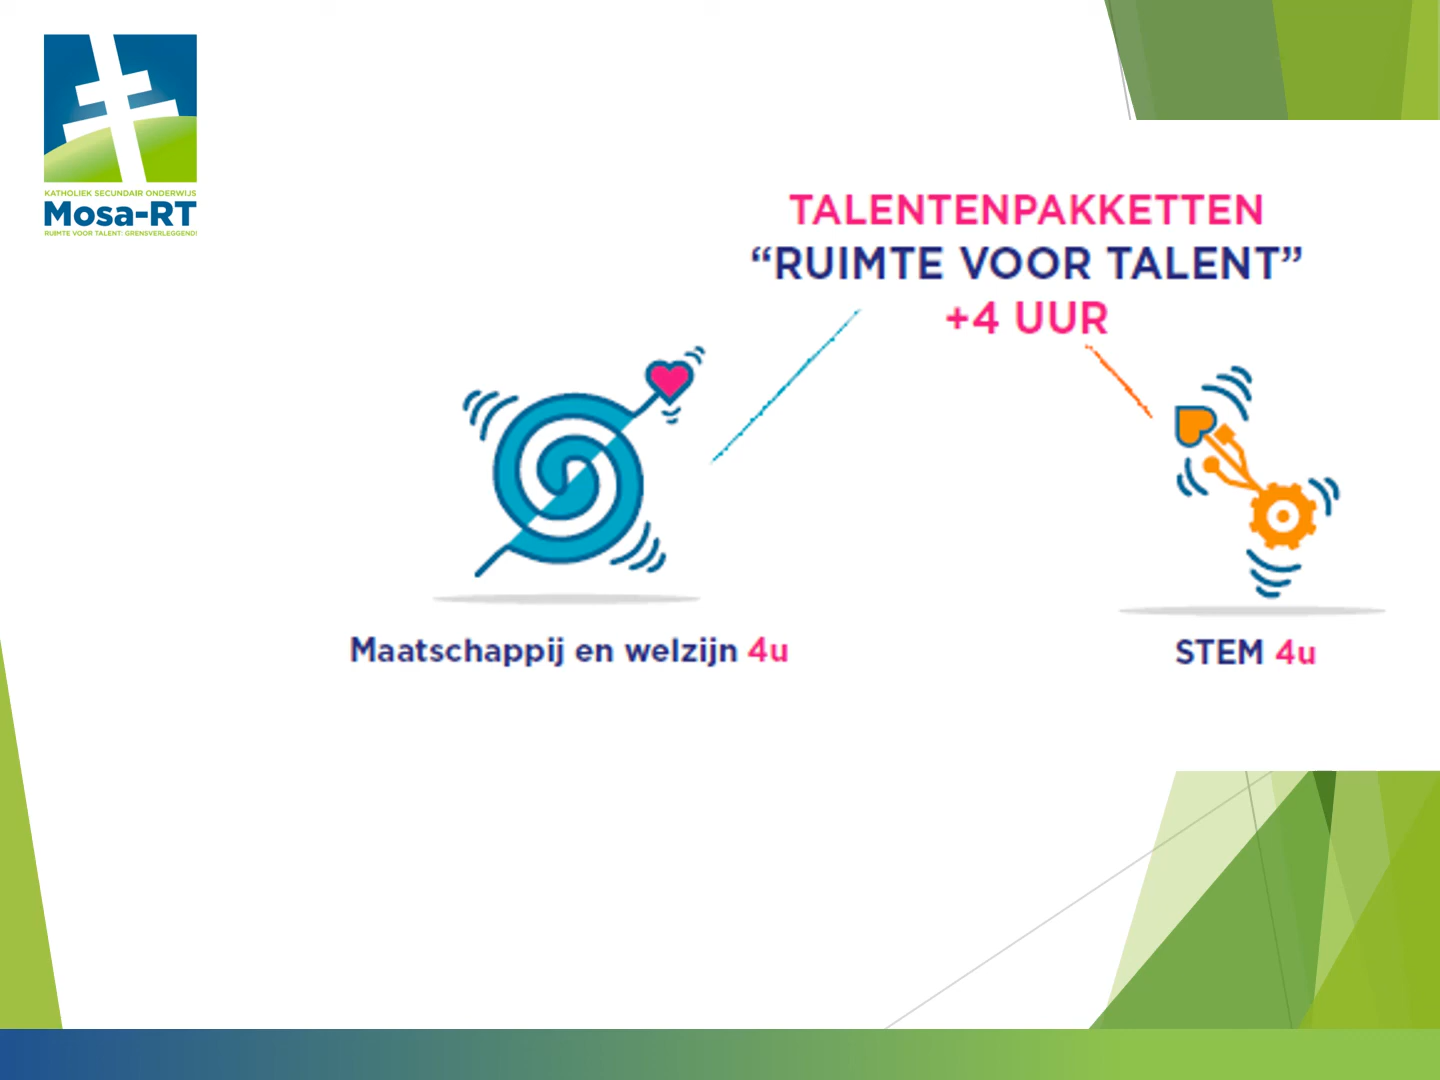 KATHOLIEK SECUNDAIR ONDERWIJS
Mosa-RT
RUIMTE VOOR TALENT: GRENSVERLEGGEND!
TALENTENPAKKETTEN
“RUIMTE VOOR TALENT”
+4 UUR
Maatschappij en welzijn 4u
STEM 4u